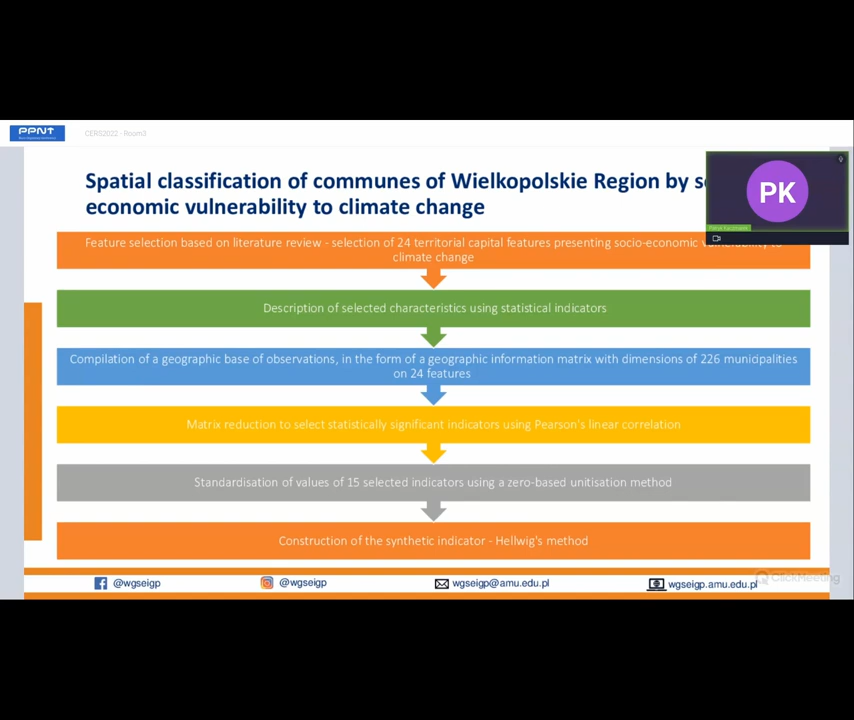 PPNT
CERS2022 - Room3
Spatial classification of communes of Wielkopolskie Region by
economic vulnerability to climate change
PK
Feature selection based on literature review - selection of 24 territorial capital features presenting socio-economic vulnerability to
climate change
Description of selected characteristics using statistical indicators
Compilation of a geographic base of observations, in the form of a geographic information matrix with dimensions of 226 municipalities
on 24 features
Matrix reduction to select statistically significant indicators using Pearson's linear correlation
Standardisation of values of 15 selected indicators using a zero-based unitisation method
Construction of the synthetic indicator - Hellwig's method
@wgseigp
@wgseigp
wgseigp@amu.edu.pl
wgseigp.amu.edu.pl
ClickMeeting